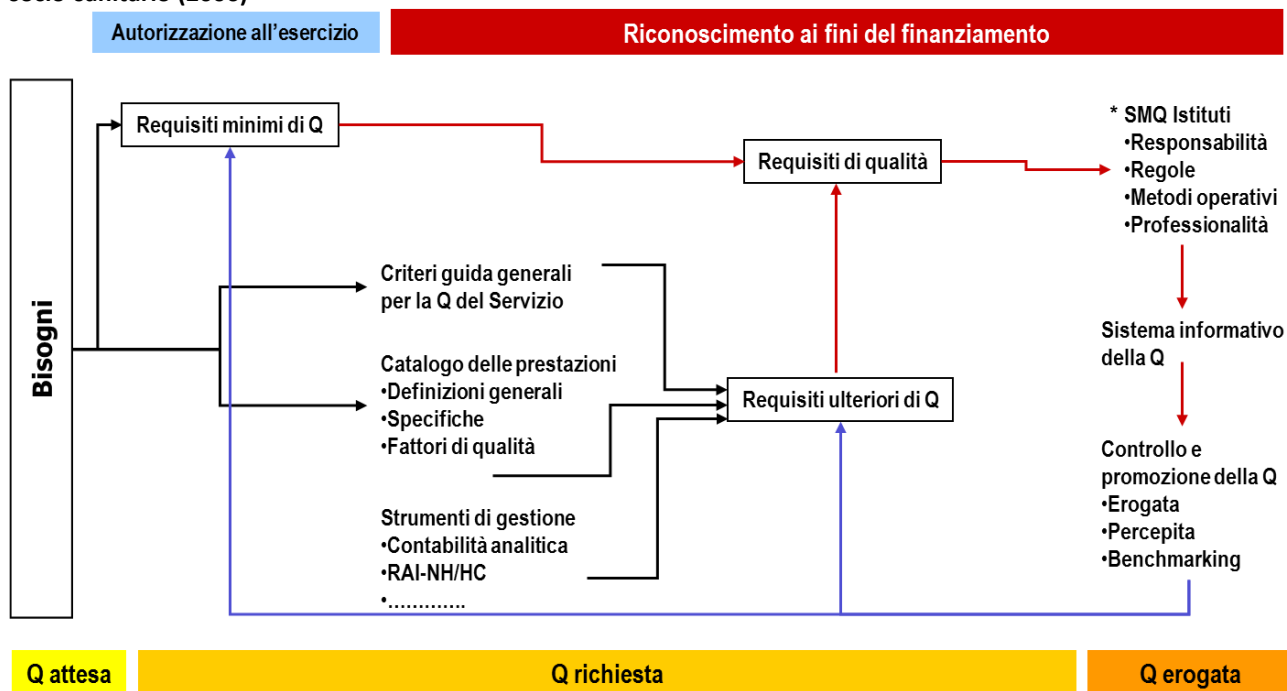 Autorizzazione all'esercizio
Riconoscimento ai fini del finanziamento
Bisogni
Requisiti minimi di Q
Requisiti di qualità
* SMQ Istituti
•Responsabilità
•Regole
•Metodi operativi
•Professionalità
Criteri guida generali
per la Q del Servizio
Catalogo delle prestazioni
•Definizioni generali
•Specifiche
•Fattori di qualità
Requisiti ulteriori di Q
Strumenti di gestione
•Contabilità analitica
•RAI-NH/HC
•………….
Sistema informativo
della Q
Controllo e
promozione della Q
•Erogata
•Percepita
•Benchmarking
Q attesa
Q richiesta
Q erogata